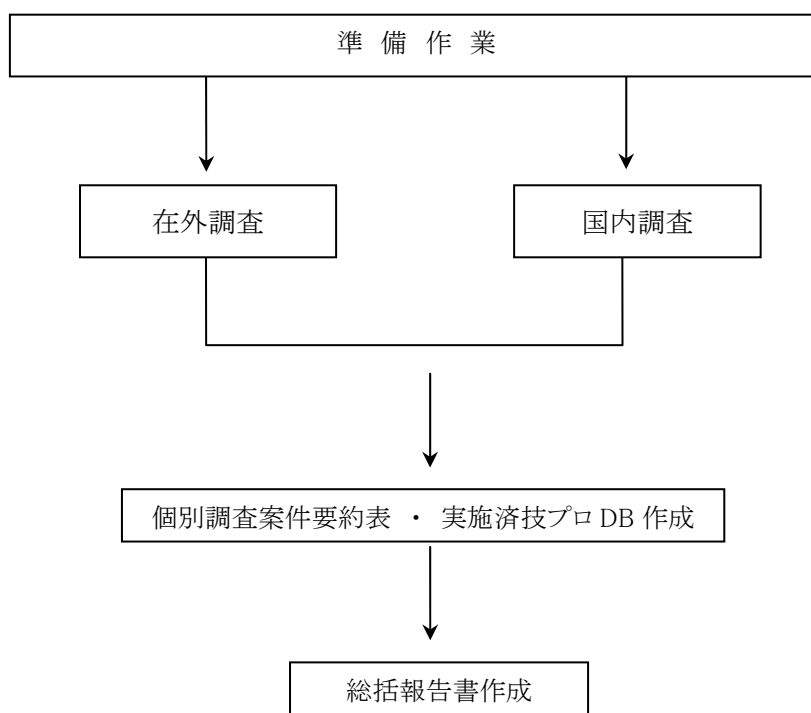 準 備 作 業
在外調査
国内調査
個別調査案件要約表 ・ 実施済技プロ DB 作成
総括報告書作成